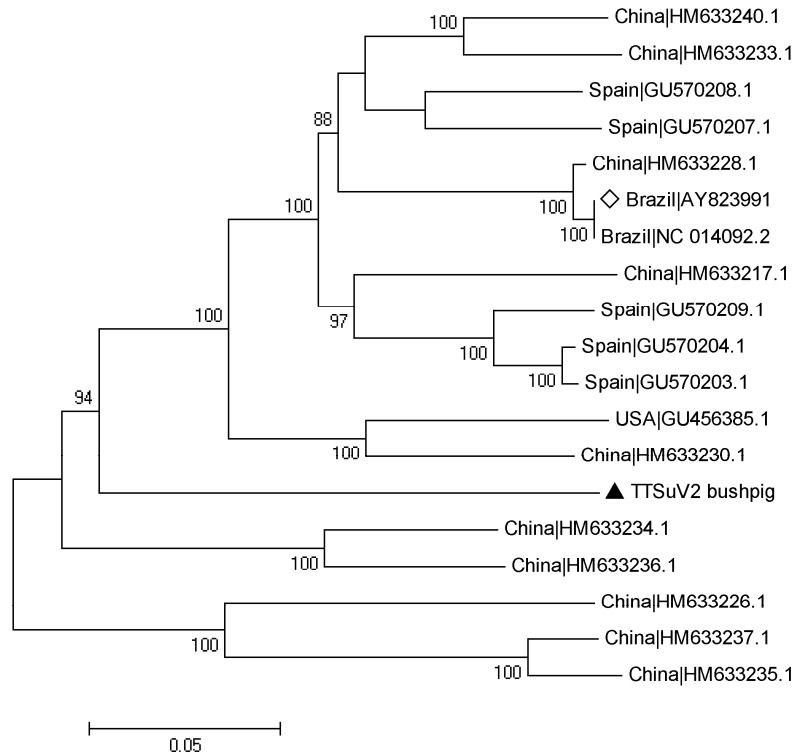 100
China|HM633240.1
China|HM633233.1
Spain|GU570208.1
88
Spain|GU570207.1
China|HM633228.1
100
Brazil|AY823991
100
100
Brazil|NC 014092.2
China|HM633217.1
100
97
Spain|GU570209.1
100
Spain|GU570204.1
100
Spain|GU570203.1
94
USA|GU456385.1
100
China|HM633230.1
TTSuV2 bushpig
China|HM633234.1
100
China|HM633236.1
China|HM633226.1
100
China|HM633237.1
100
China|HM633235.1
0.05